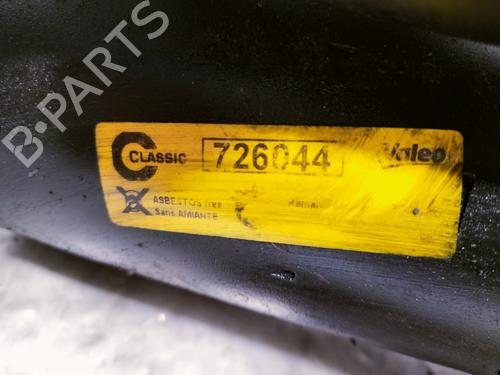 B-PARTS
C CLASSIC 726044 Valeo
ASBESTOS free
Sans AMIANTE